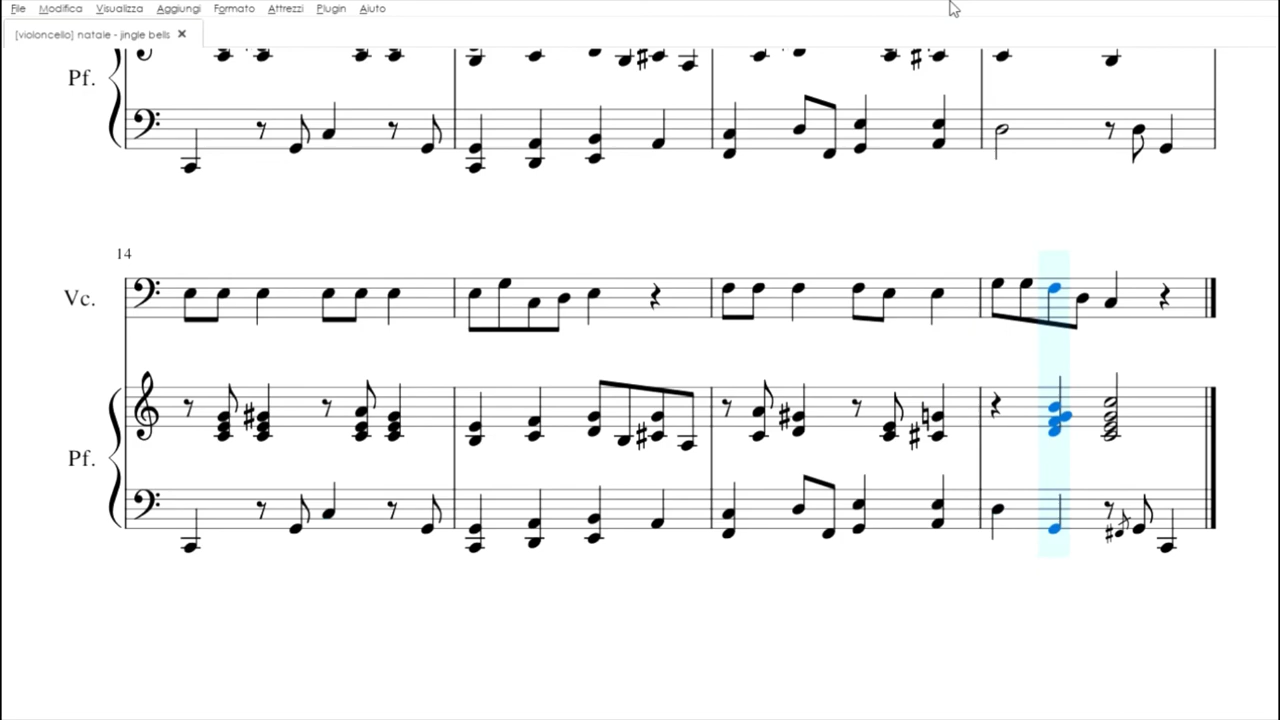 File Modifica Visualizza Aggiungi Formato Attrezzi Plugin Aiuto
[violoncello] natale - jingle bells ×
Pf.
14
Vc.
Pf.